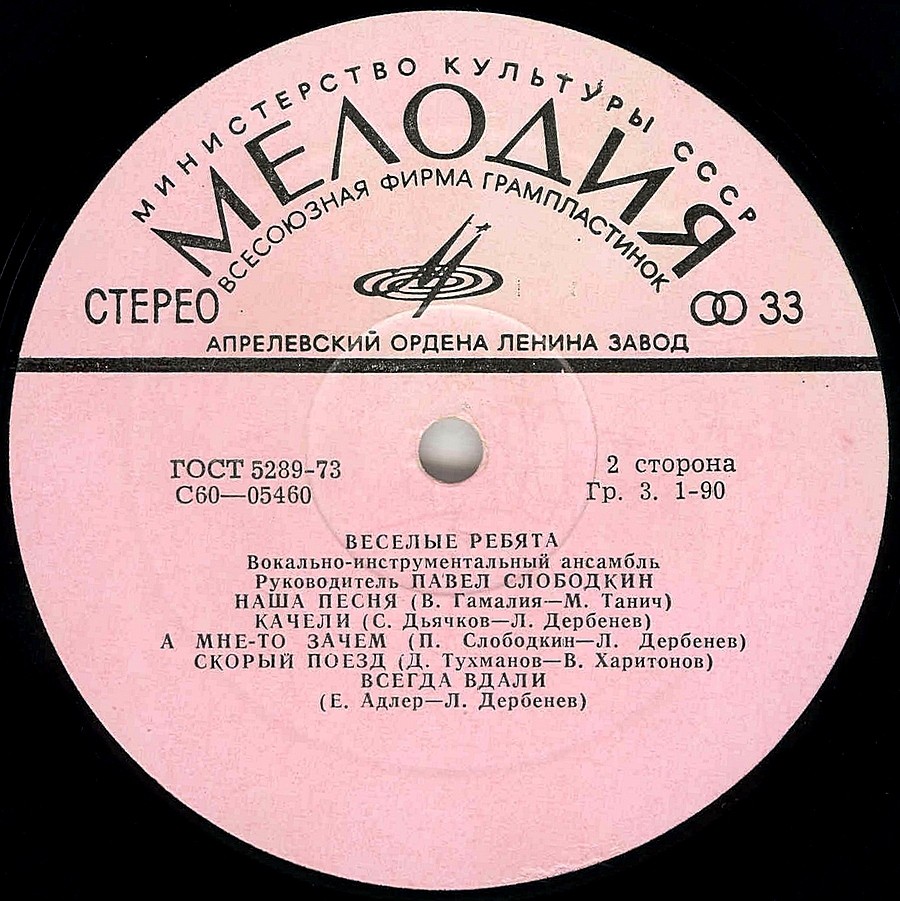 МИНИСТЕРСТВО КУЛЬТУРЫ СССР
МЕЛОДИЯ
ВСЕСОЮЗНАЯ ФИРМА ГРАМПЛАСТИНОК
СТЕРЕО
33
АПРЕЛЕВСКИЙ ОРДЕНА ЛЕНИНА ЗАВОД
ГОСТ 5289-73
2 сторона
С60—05460
Гр. 3. 1-90
ВЕСЕЛЫЕ РЕБЯТА
Вокально-инструментальный ансамбль
Руководитель ПАВЕЛ СЛОБОДКИН
НАША ПЕСНЯ (В. Гамалия—М. Танич)
КАЧЕЛИ (С. Дьячков—Л. Дербенев)
А МНЕ-ТО ЗАЧЕМ (П. Слободкин—Л. Дербенев)
СКОРЫЙ ПОЕЗД (Д. Тухманов—В. Харитонов)
ВСЕГДА ВДАЛИ
(Е. Адлер—Л. Дербенев)